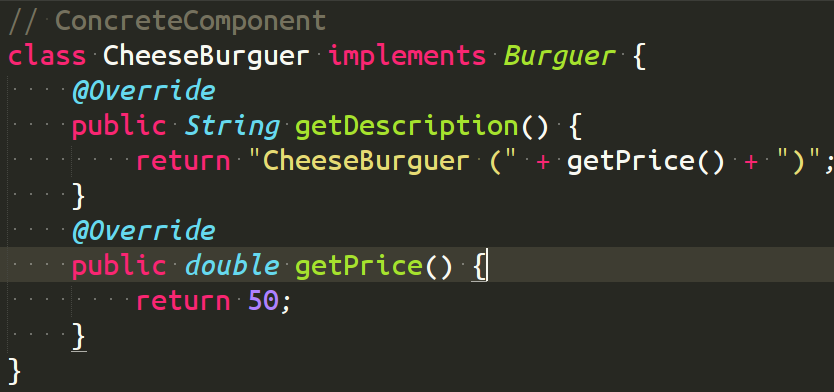 // ConcreteComponent
class CheeseBurguer implements Burguer {
    @Override
    public String getDescription() {
        return "CheeseBurguer (" + getPrice() + ")";
    }
    @Override
    public double getPrice() {
        return 50;
    }
}